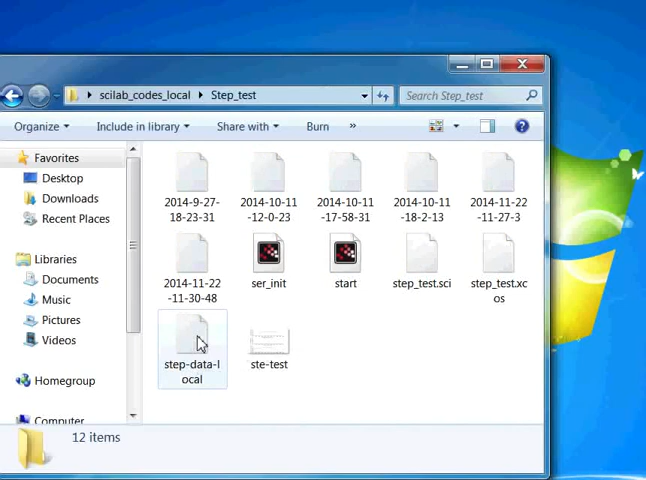 scilab_codes_local
Step_test
Search Step_test
Organize
Include in library
Share with
Burn
»
Favorites
Desktop
Downloads
Recent Places
Libraries
Documents
Music
Pictures
Videos
Homegroup
Computer
2014-9-27-
18-23-31
2014-10-11
-12-0-23
2014-10-11
-17-58-31
2014-10-11
-18-2-13
2014-11-22
-11-27-3
2014-11-22
-11-30-48
ser_init
start
step_test.sci
step_test.xc
os
step-data-l
ocal
ste-test
12 items